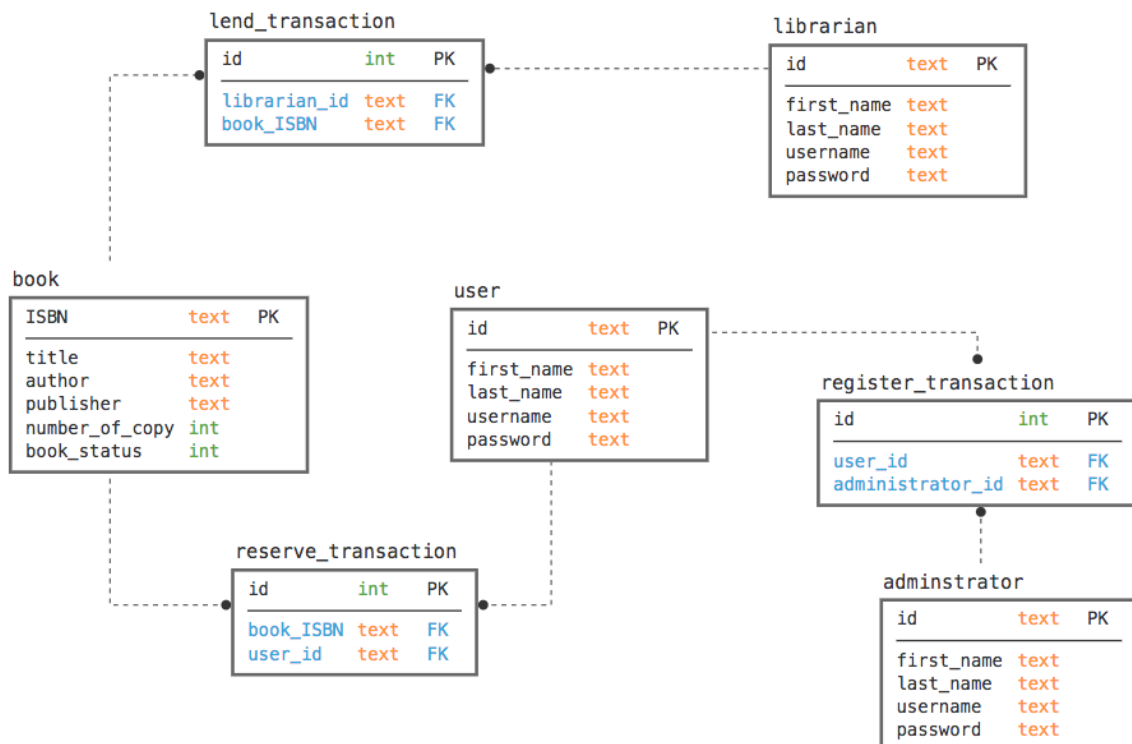 lend_transaction
id int PK
librarian_id text FK
book_ISBN text FK
librarian
id text PK
first_name text
last_name text
username text
password text
book
ISBN text PK
title text
author text
publisher text
number_of_copy int
book_status int
user
id text PK
first_name text
last_name text
username text
password text
register_transaction
id int PK
user_id text FK
administrator_id text FK
reserve_transaction
id int PK
book_ISBN text FK
user_id text FK
adminstrator
id text PK
first_name text
last_name text
username text
password text